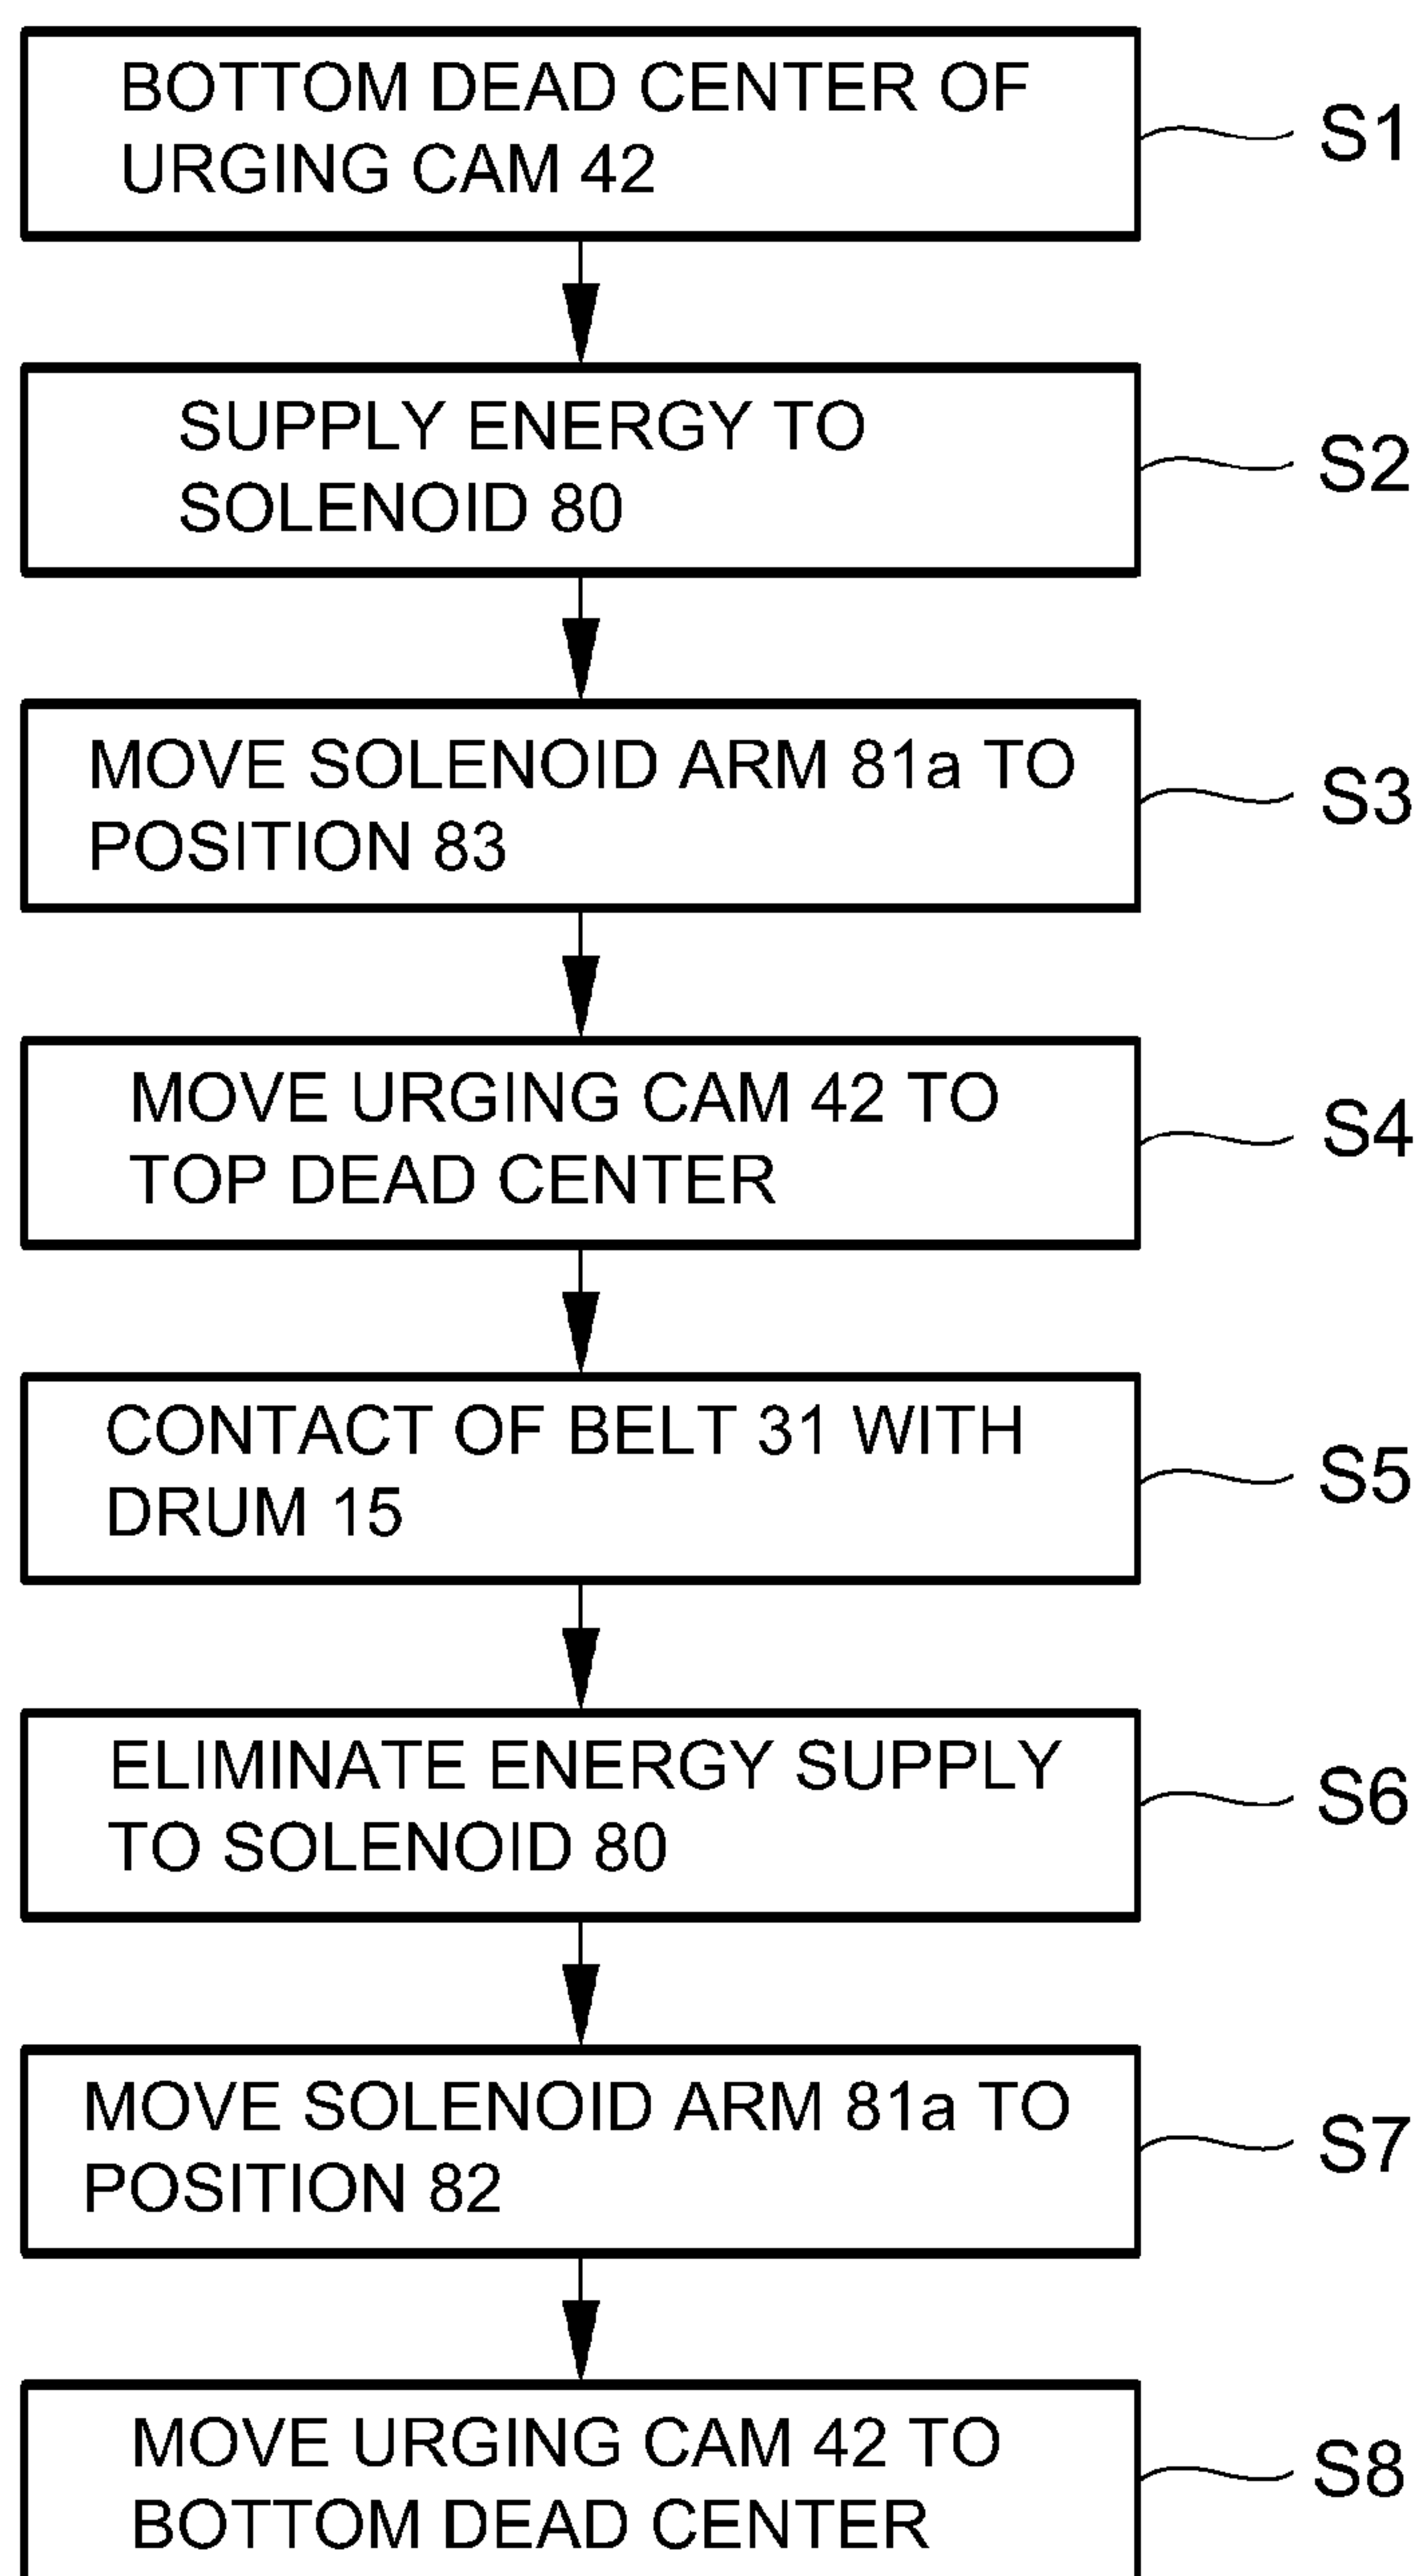 BOTTOM DEAD CENTER OF
URGING CAM 42
S1
SUPPLY ENERGY TO
SOLENOID 80
S2
MOVE SOLENOID ARM 81a TO
POSITION 83
S3
MOVE URGING CAM 42 TO
TOP DEAD CENTER
S4
CONTACT OF BELT 31 WITH
DRUM 15
S5
ELIMINATE ENERGY SUPPLY
TO SOLENOID 80
S6
MOVE SOLENOID ARM 81a TO
POSITION 82
S7
MOVE URGING CAM 42 TO
BOTTOM DEAD CENTER
S8